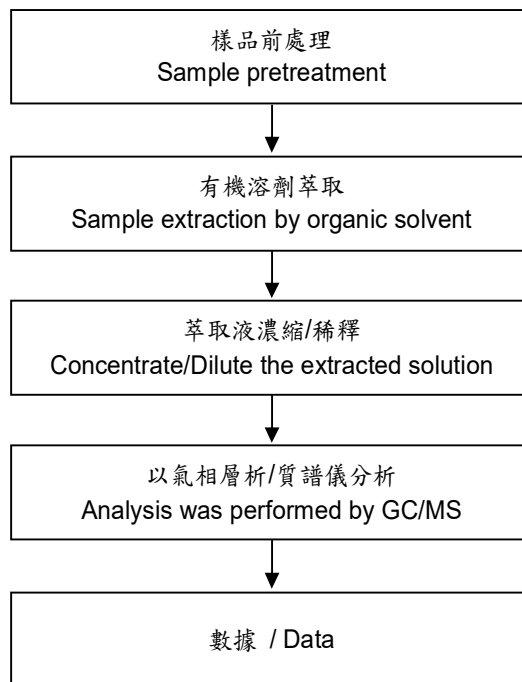 樣品前處理
Sample pretreatment
有機溶劑萃取
Sample extraction by organic solvent
萃取液濃縮/稀釋
Concentrate/Dilute the extracted solution
以氣相層析/質譜儀分析
Analysis was performed by GC/MS
數據 / Data